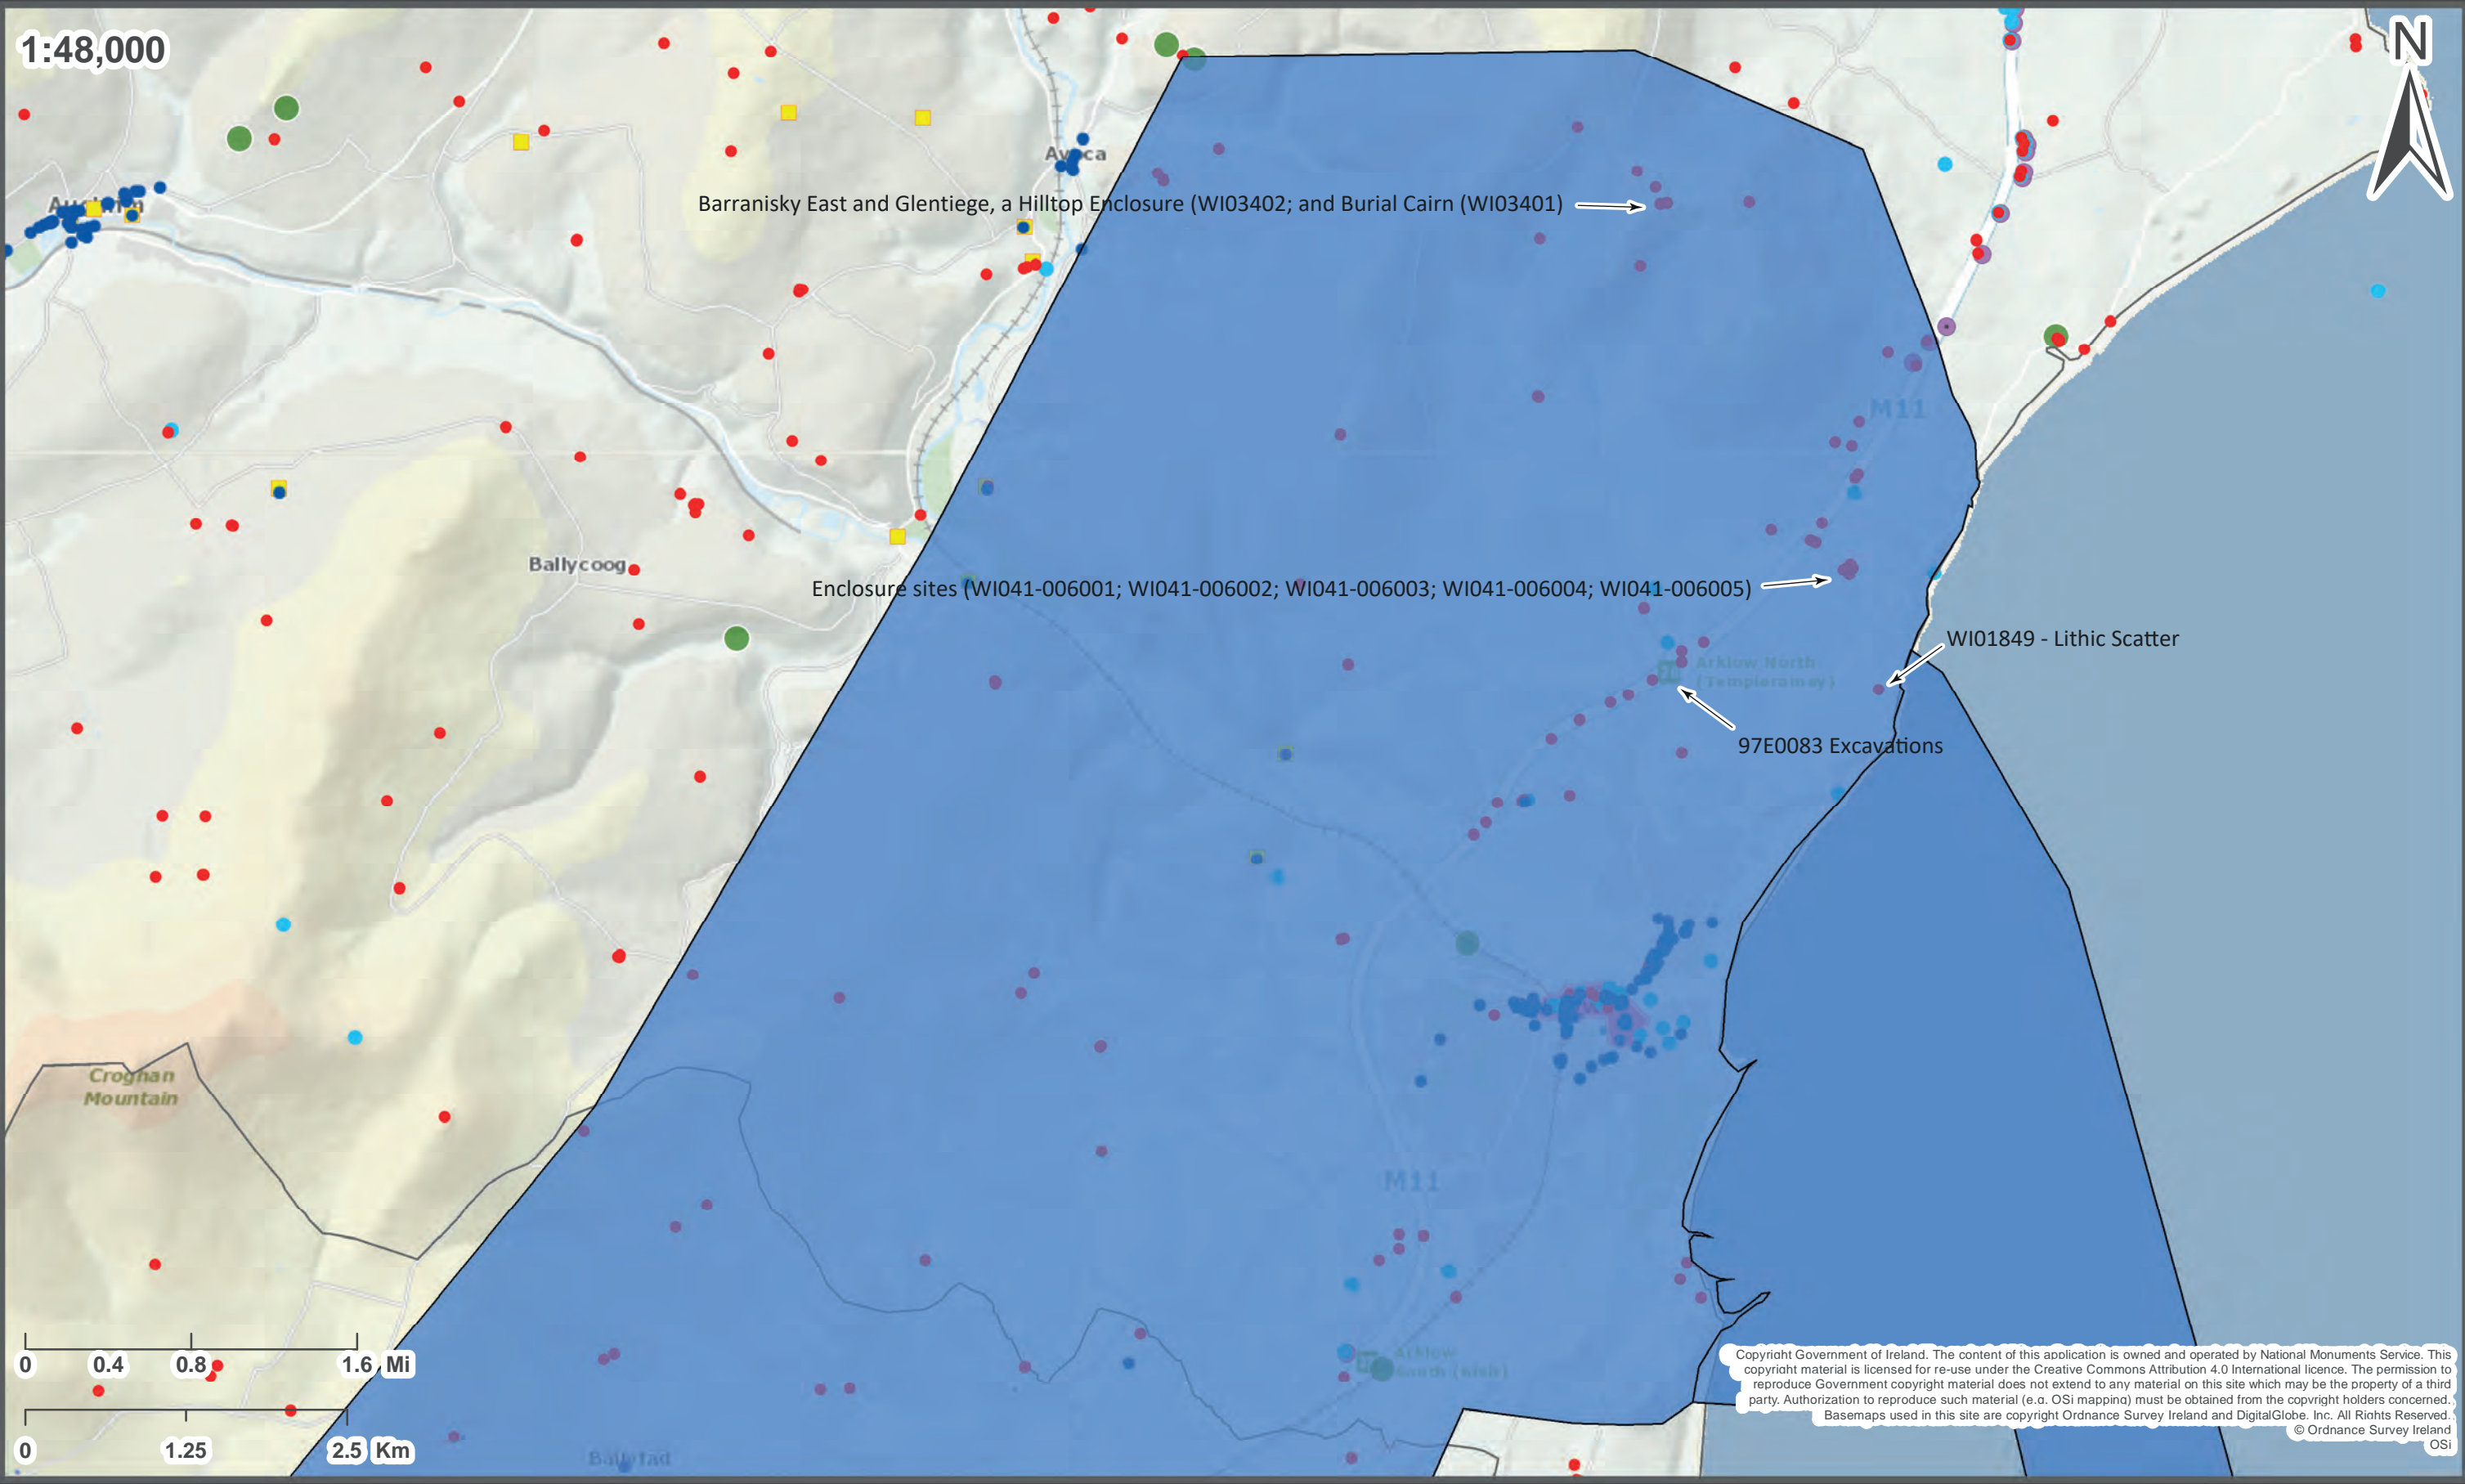 1:48,000
N
Avoca
Aughrim
Barranisky East and Glentiege, a Hilltop Enclosure (WI03402; and Burial Cairn (WI03401)
M11
Ballycoog
Enclosure sites (WI041-006001; WI041-006002; WI041-006003; WI041-006004; WI041-006005)
WI01849 - Lithic Scatter
Arklow North
(Templerainey)
97E0083 Excavations
Croghan
Mountain
M11
Arklow
South (Kish)
0 0.4 0.8 1.6 Mi
0 1.25 2.5 Km
Copyright Government of Ireland. The content of this application is owned and operated by National Monuments Service. This
copyright material is licensed for re-use under the Creative Commons Attribution 4.0 International licence. The permission to
reproduce Government copyright material does not extend to any material on this site which may be the property of a third
party. Authorization to reproduce such material (e.g. OSi mapping) must be obtained from the copyright holders concerned.
Basemaps used in this site are copyright Ordnance Survey Ireland and DigitalGlobe. Inc. All Rights Reserved.
© Ordnance Survey Ireland
OSi